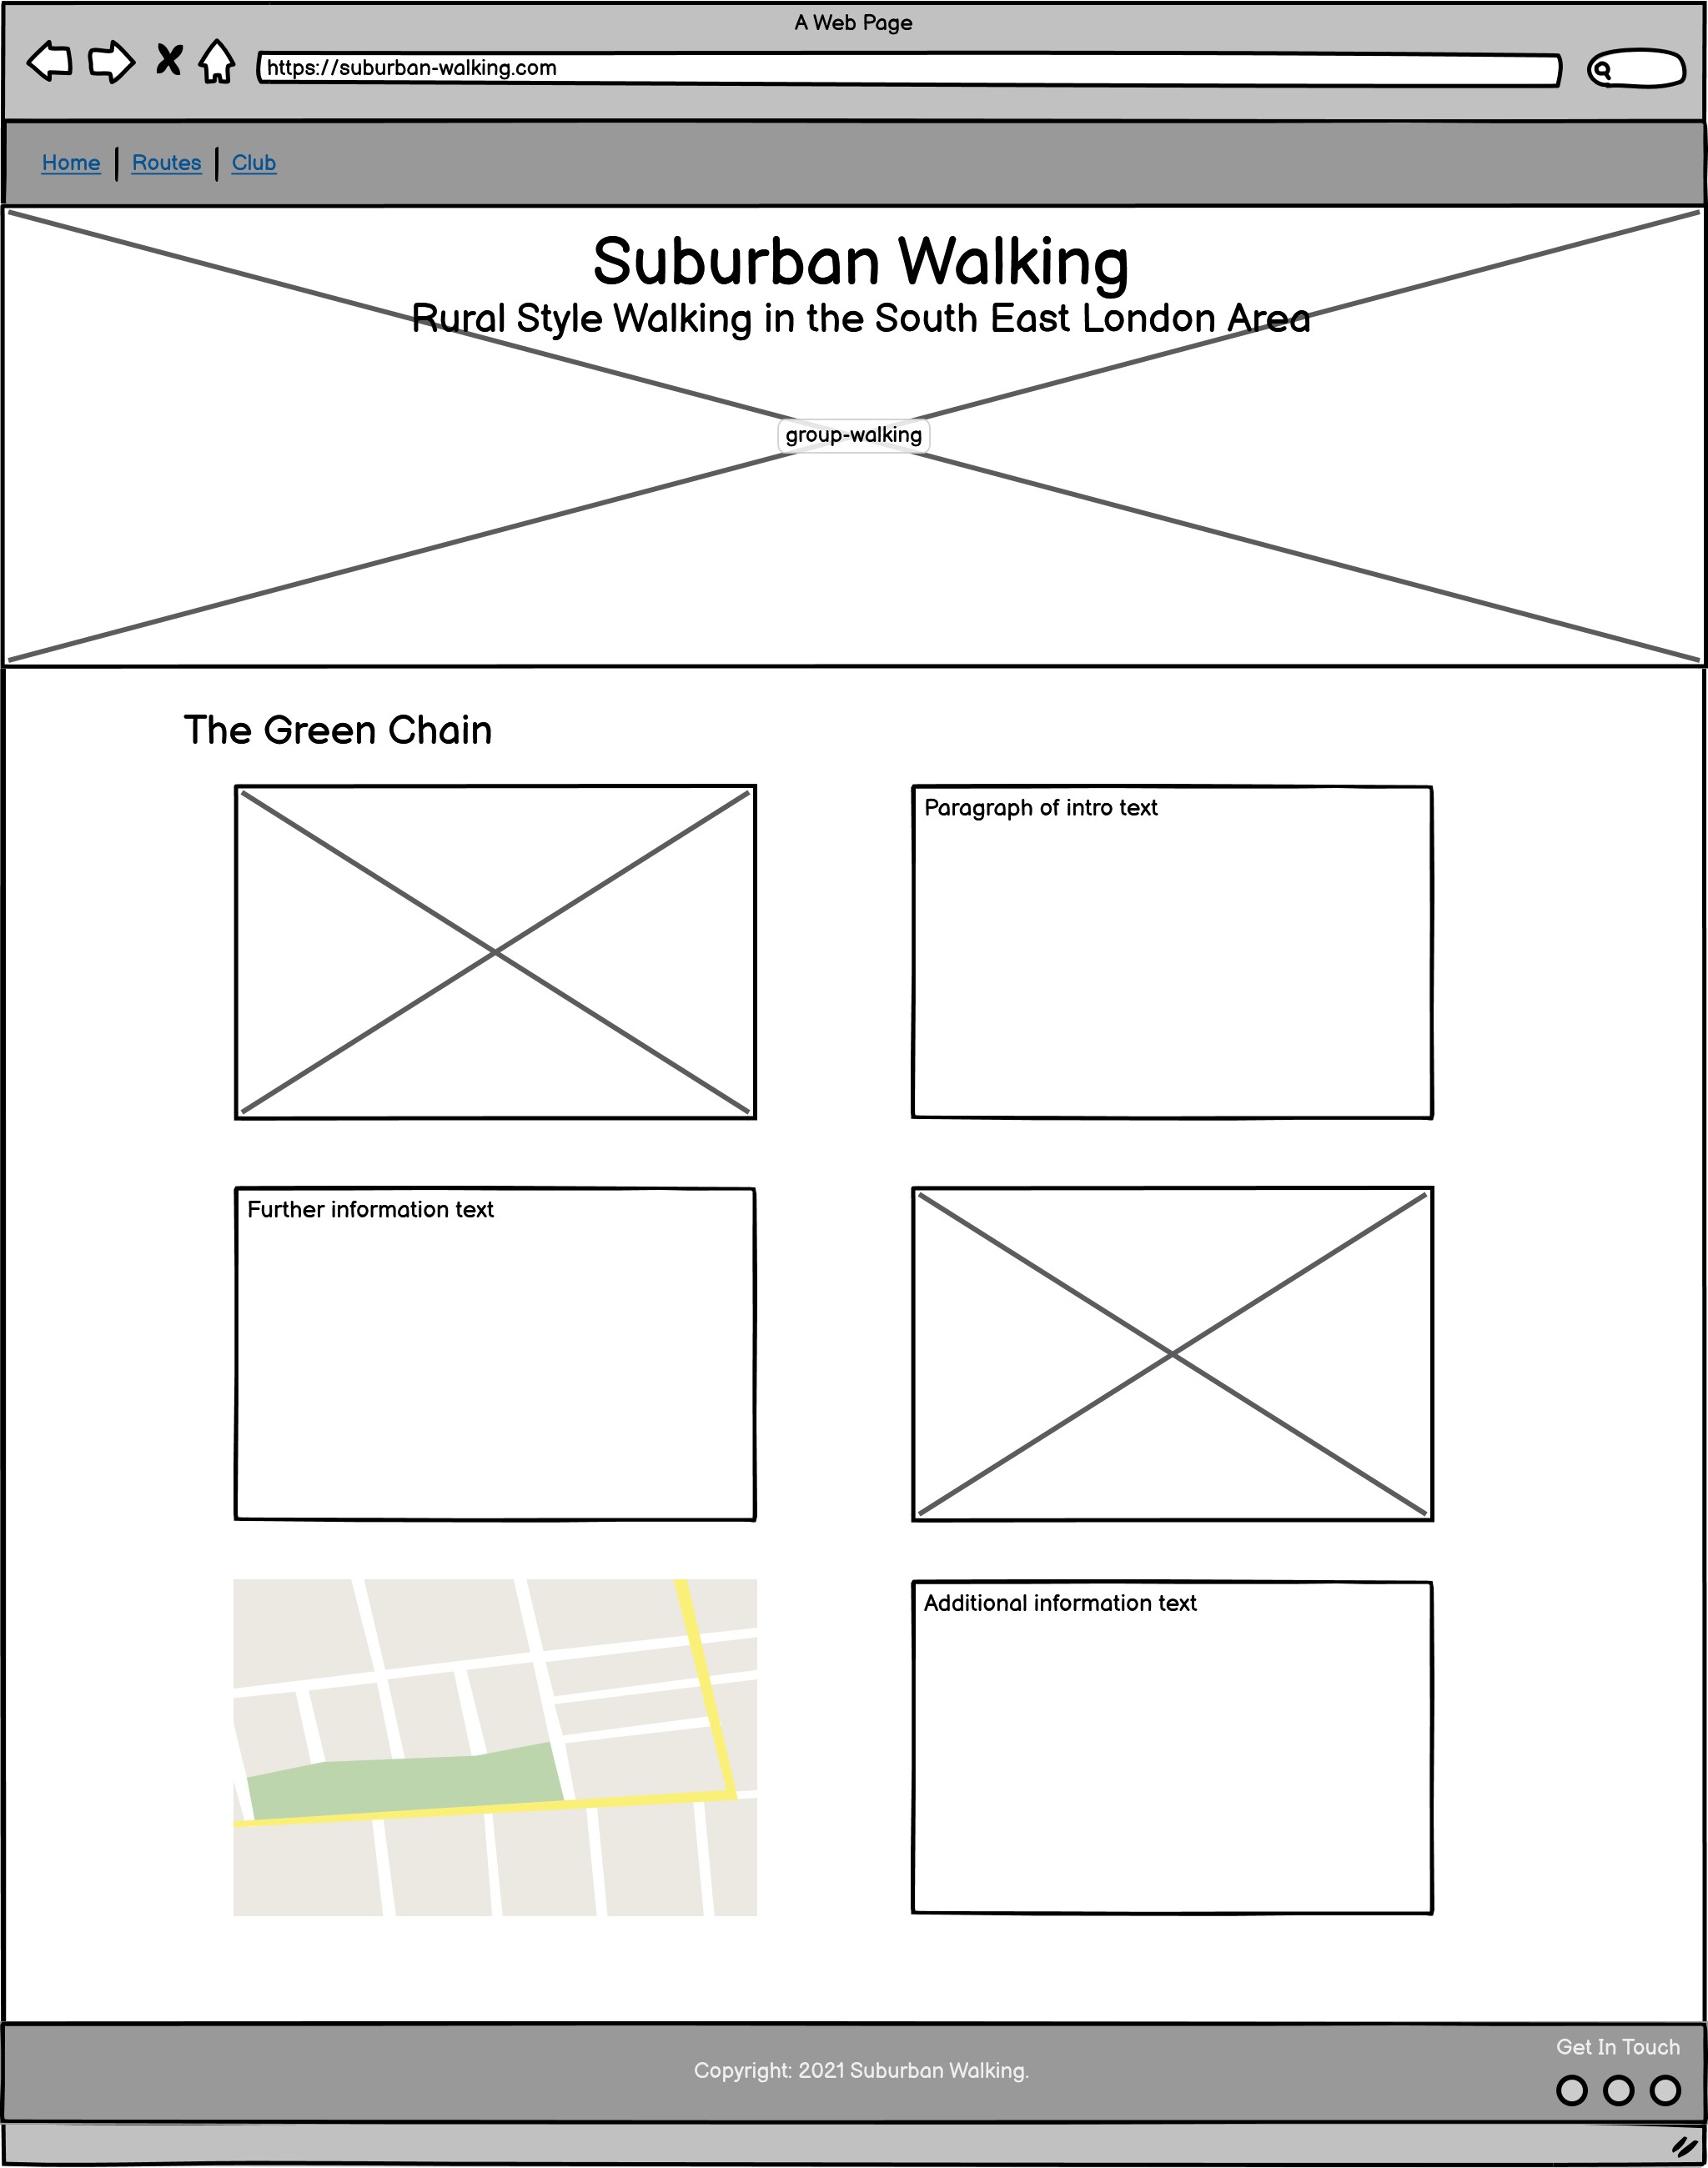 A Web Page
https://suburban-walking.com
Home | Routes | Club
Suburban Walking
Rural Style Walking in the South East London Area
group-walking
The Green Chain
Paragraph of intro text
Further information text
Additional information text
Get In Touch
Copyright: 2021 Suburban Walking.